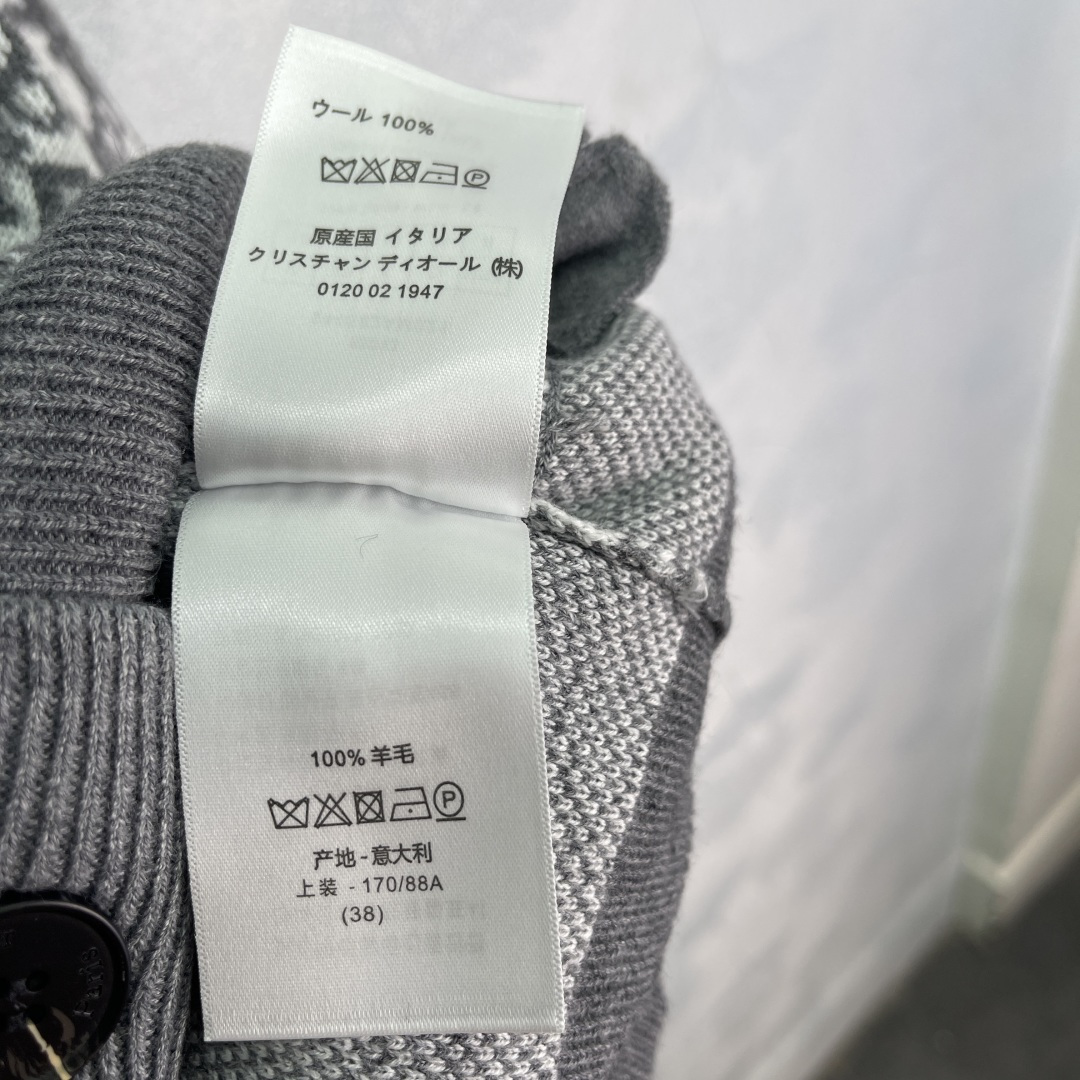 ウール 100%
原産国 イタリア
クリスチャン ディオール (株)
0120 02 1947
100% 羊毛
P
产地 - 意大利
上装 - 170/88A
(38)
Paris